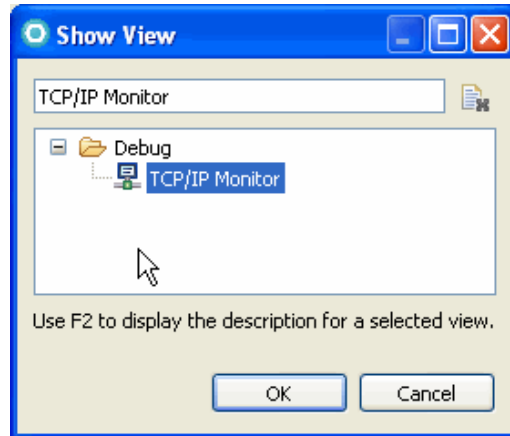 Show View
TCP/IP Monitor
Debug
TCP/IP Monitor
Use F2 to display the description for a selected view.
OK Cancel